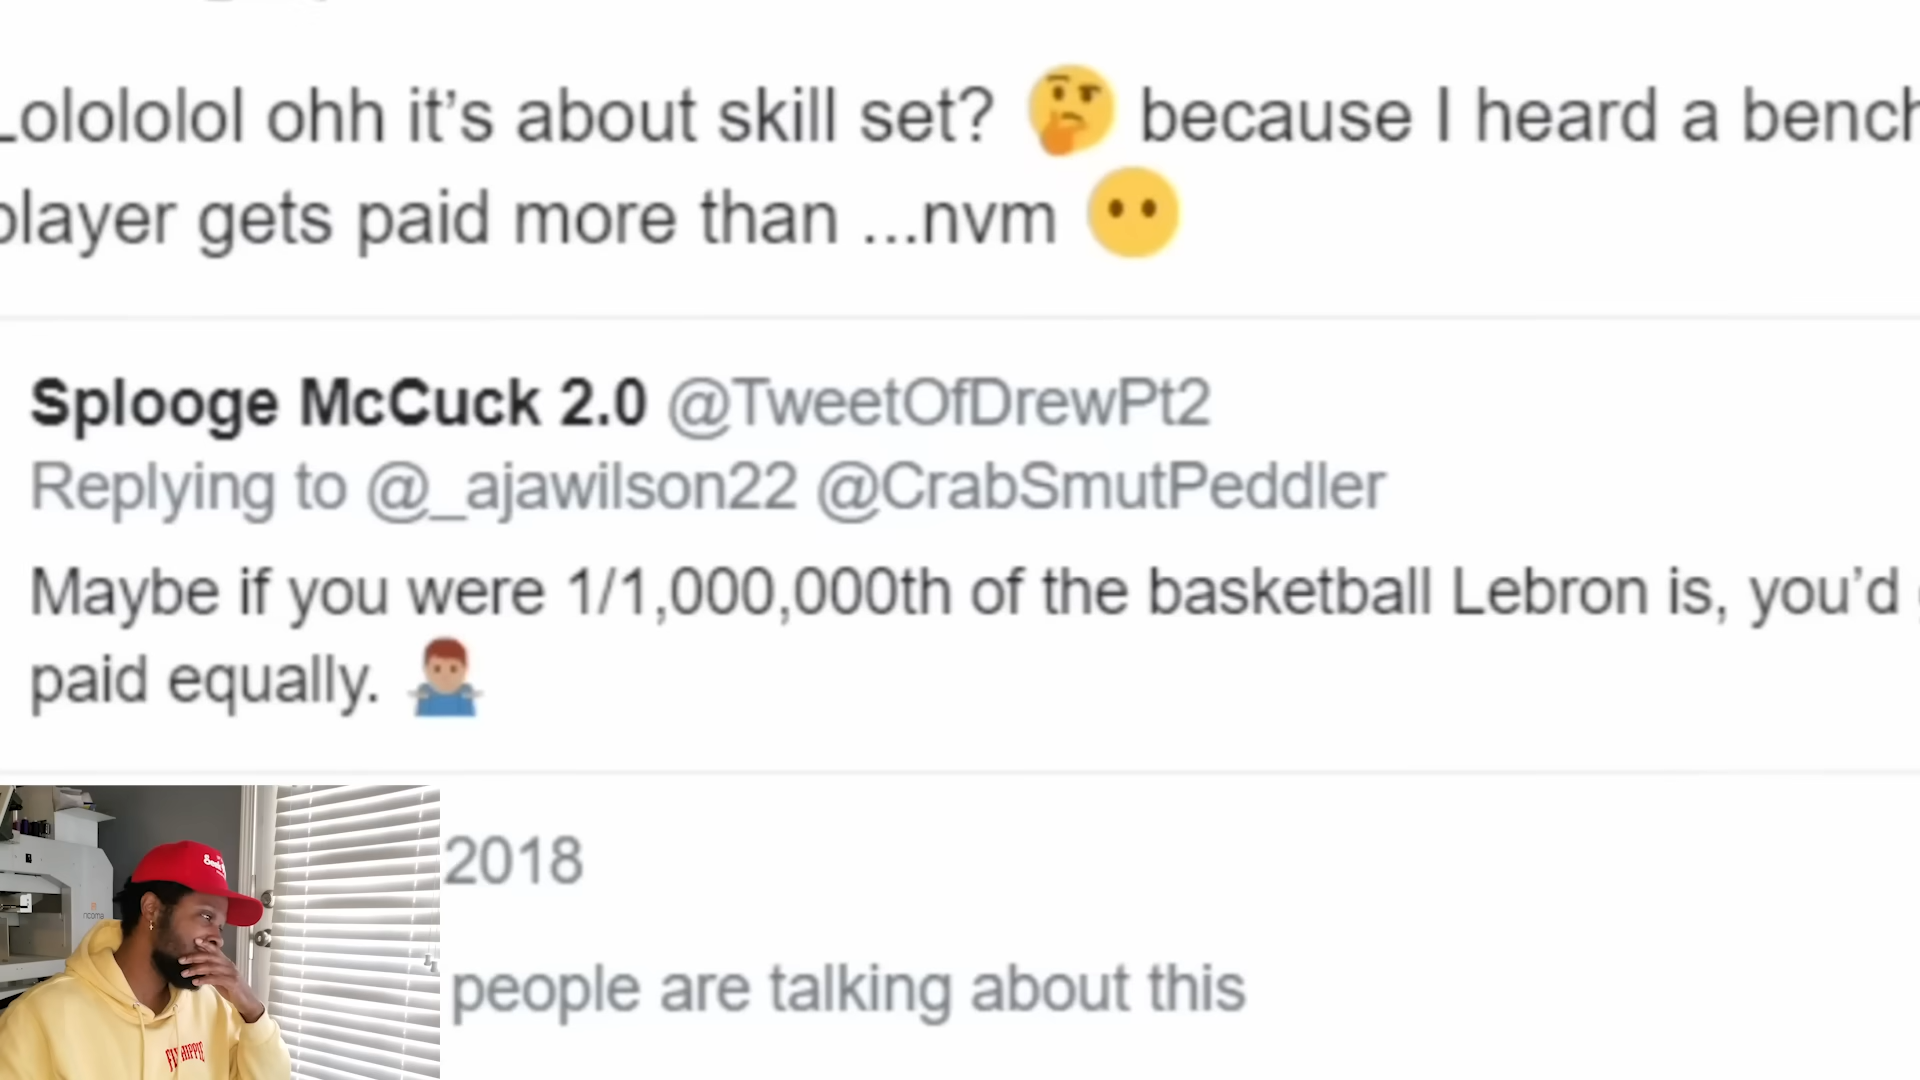 Lolololol ohh it’s about skill set? 🤔 because I heard a bench
player gets paid more than ...nvm 😶
Splooge McCuck 2.0 @TweetOfDrewPt2
Replying to @_ajawilson22 @CrabSmutPeddler
Maybe if you were 1/1,000,000th of the basketball Lebron is, you’d
paid equally. 🤷🏽‍♂️
2018
people are talking about this
ncoma